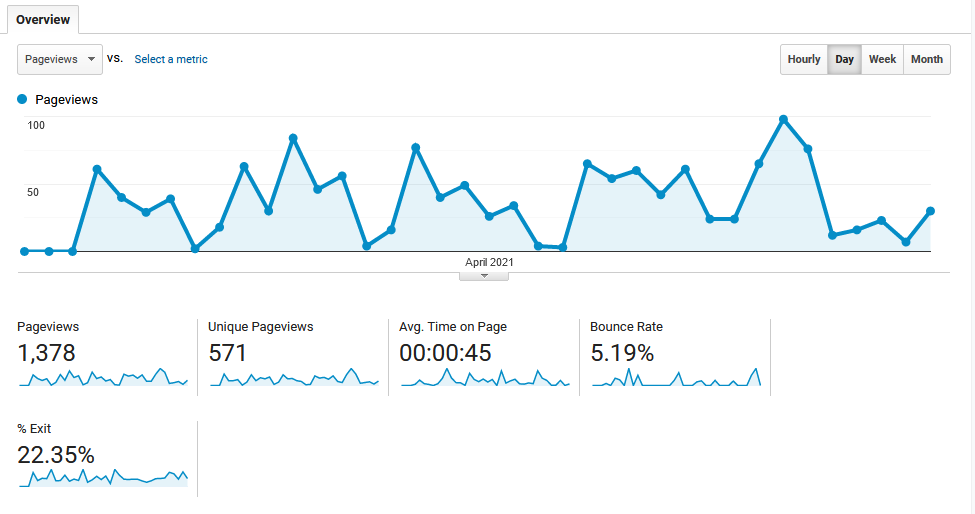 Overview
Pageviews vs. Select a metric
Hourly Day Week Month
Pageviews
100
50
April 2021
Pageviews Unique Pageviews Avg. Time on Page Bounce Rate
1,378 571 00:00:45 5.19%
% Exit
22.35%